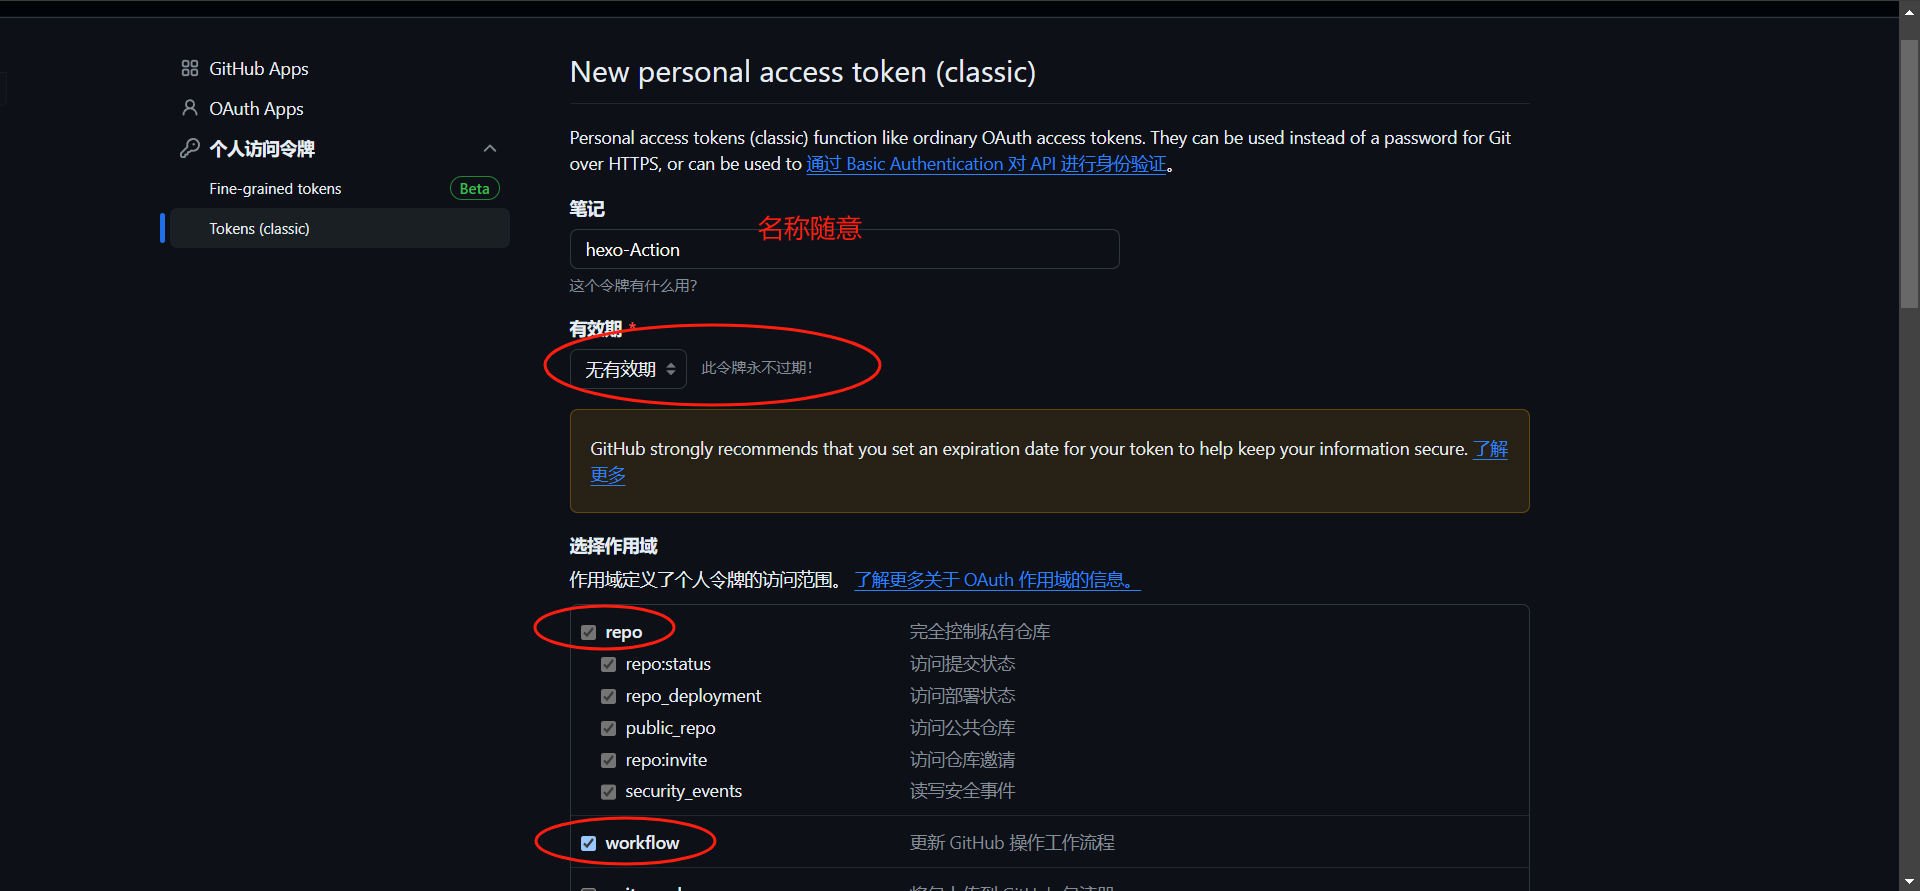 GitHub Apps
OAuth Apps
个人访问令牌
Fine-grained tokens Beta
Tokens (classic)
New personal access token (classic)
Personal access tokens (classic) function like ordinary OAuth access tokens. They can be used instead of a password for Git
over HTTPS, or can be used to 通过 Basic Authentication 对 API 进行身份验证。
笔记
名称随意
hexo-Action
这个令牌有什么用?
有效期 *
无有效期 此令牌永不过期!
GitHub strongly recommends that you set an expiration date for your token to help keep your information secure. 了解
更多
选择作用域
作用域定义了个人令牌的访问范围。 了解更多关于 OAuth 作用域的信息。
repo 完全控制私有仓库
repo:status 访问提交状态
repo_deployment 访问部署状态
public_repo 访问公共仓库
repo:invite 访问仓库邀请
security_events 读写安全事件
workflow 更新 GitHub 操作工作流程